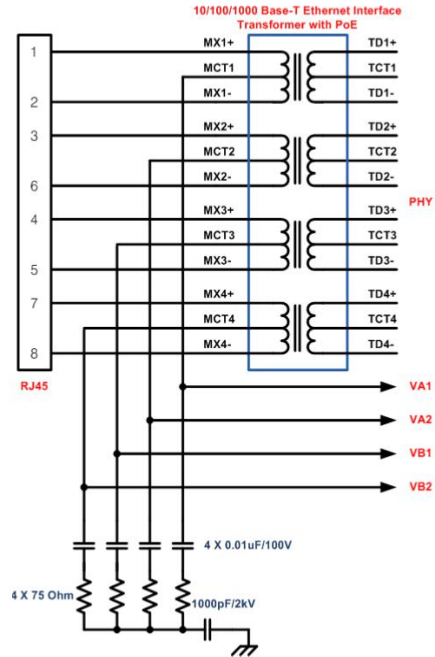 10/100/1000 Base-T Ethernet Interface
Transformer with PoE
1
MX1+
TD1+
MCT1
TCT1
2
MX1-
TD1-
3
MX2+
TD2+
MCT2
TCT2
6
MX2-
TD2-
PHY
4
MX3+
TD3+
MCT3
TCT3
5
MX3-
TD3-
7
MX4+
TD4+
MCT4
TCT4
8
MX4-
TD4-
RJ45
VA1
VA2
VB1
VB2
4 X 0.01uF/100V
4 X 75 Ohm
1000pF/2kV